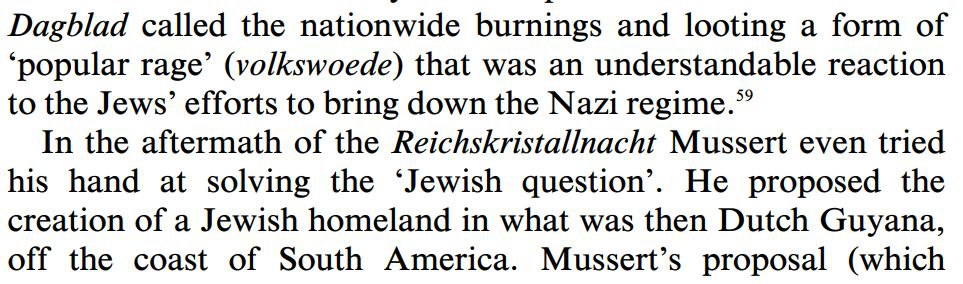 Dagblad called the nationwide burnings and looting a form of
‘popular rage’ (volkswoede) that was an understandable reaction
to the Jews’ efforts to bring down the Nazi regime.59
In the aftermath of the Reichskristallnacht Mussert even tried
his hand at solving the ‘Jewish question’. He proposed the
creation of a Jewish homeland in what was then Dutch Guyana,
off the coast of South America. Mussert’s proposal (which